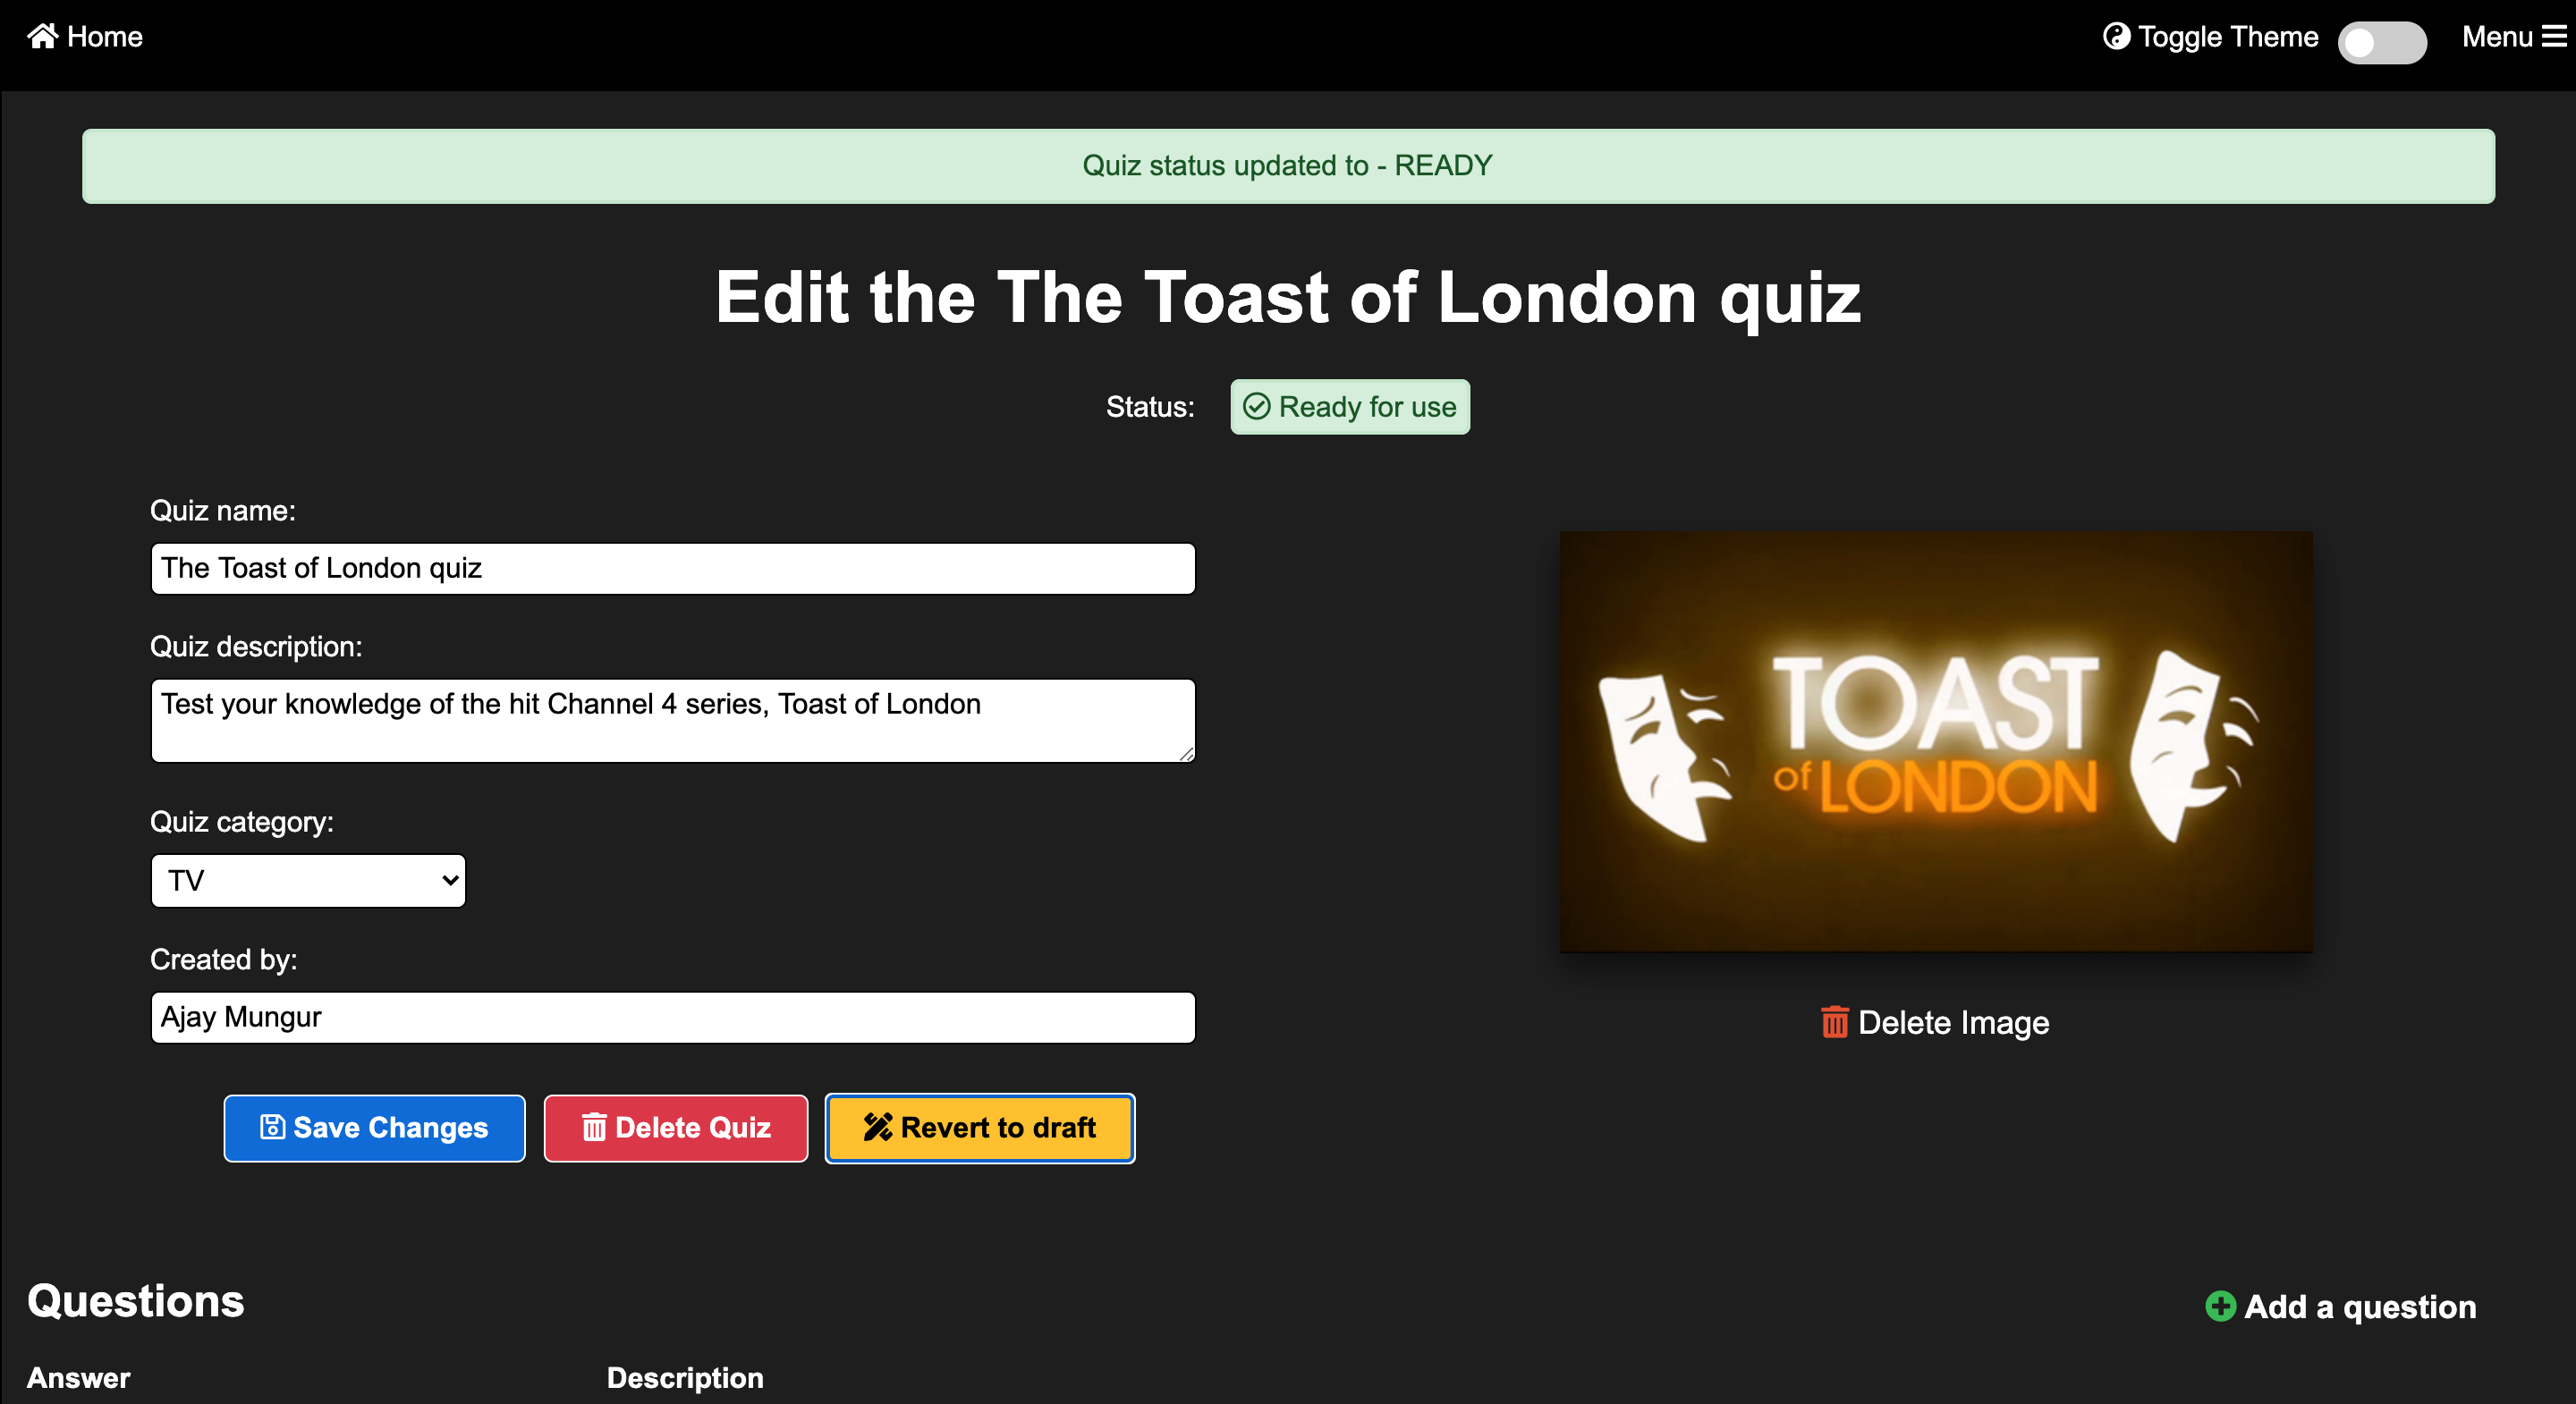 Home
Toggle Theme
Menu
Quiz status updated to - READY
Edit the The Toast of London quiz
Status:
Ready for use
Quiz name:
The Toast of London quiz
Quiz description:
Test your knowledge of the hit Channel 4 series, Toast of London
Quiz category:
TV
Created by:
Ajay Mungur
TOAST
of LONDON
Delete Image
Save Changes
Delete Quiz
Revert to draft
Questions
Add a question
Answer
Description